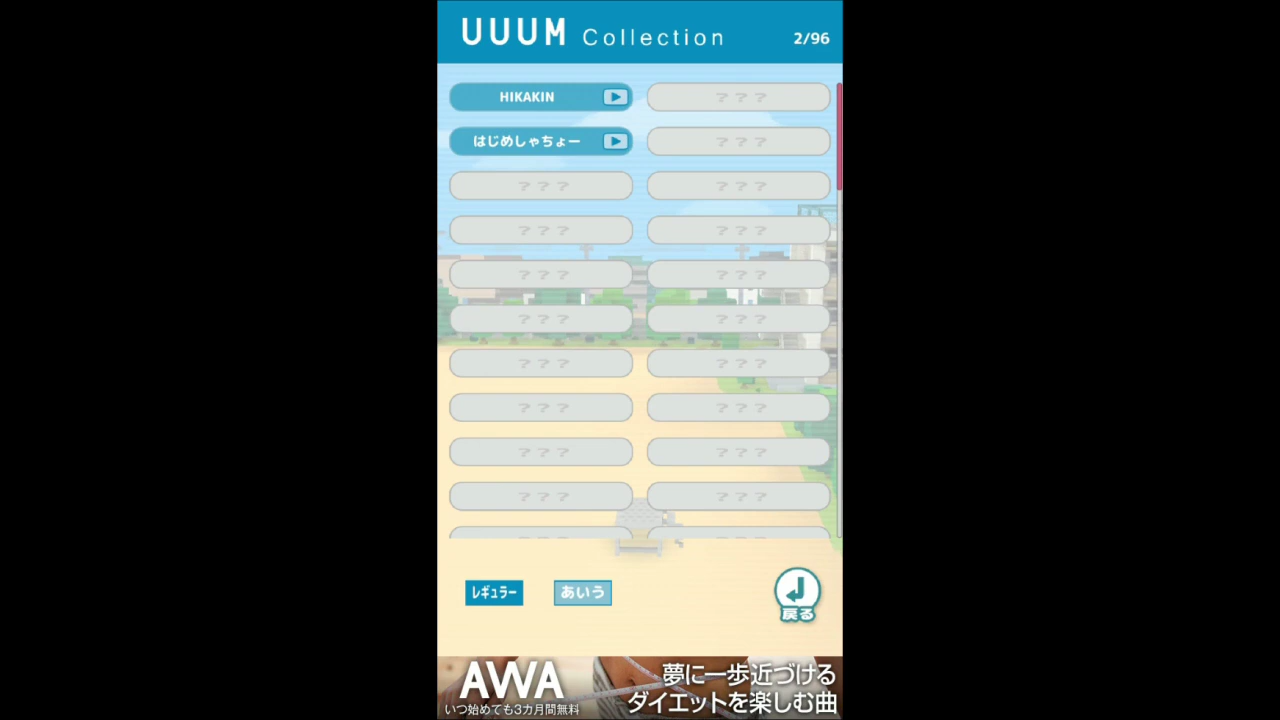 UUUM Collection 2/96
HIKAKIN ? ? ?
はじめしゃちょー ? ? ?
? ? ? ? ? ?
? ? ? ? ? ?
? ? ? ? ? ?
? ? ? ? ? ?
? ? ? ? ? ?
? ? ? ? ? ?
? ? ? ? ? ?
? ? ? ? ? ?
? ? ? ? ? ?
レギュラー あいう
戻る
AWA
いつ始めても3カ月間無料
夢に一歩近づける
ダイエットを楽しむ曲